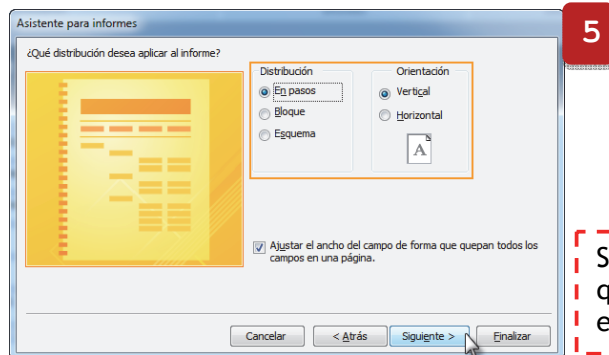 Asistente para informes
5
¿Qué distribución desea aplicar al informe?
Distribución
En pasos
Bloque
Esquema
Orientación
Vertical
Horizontal
A
Ajustar el ancho del campo de forma que quepan todos los
campos en una página.
Cancelar
< Atrás
Siguiente >
Finalizar